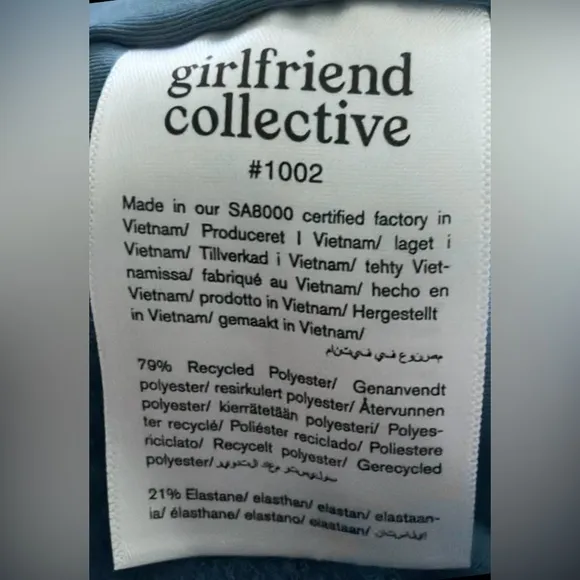 girlfriend
collective
#1002
Made in our SA8000 certified factory in
Vietnam/ Produceret I Vietnam/ laget i
Vietnam/ Tillverkad i Vietnam/ tehty Viet-
namissa/ fabriqué au Vietnam/ hecho en
Vietnam/ prodotto in Vietnam/ Hergestellt
in Vietnam/ gemaakt in Vietnam/
مصنوع في فيتنام
79% Recycled Polyester/ Genanvendt
polyester/ resirkulert polyester/ Återvunnen
polyester/ kierrätetään polyesteri/ Polyes-
ter recyclé/ Poliéster reciclado/ Poliestere
riciclato/ Recycelt polyester/ Gerecycled
polyester/
21% Elastane/ elasthan/ elastan/ elastaan-
ia/ élasthane/ elastano/ elastaan/